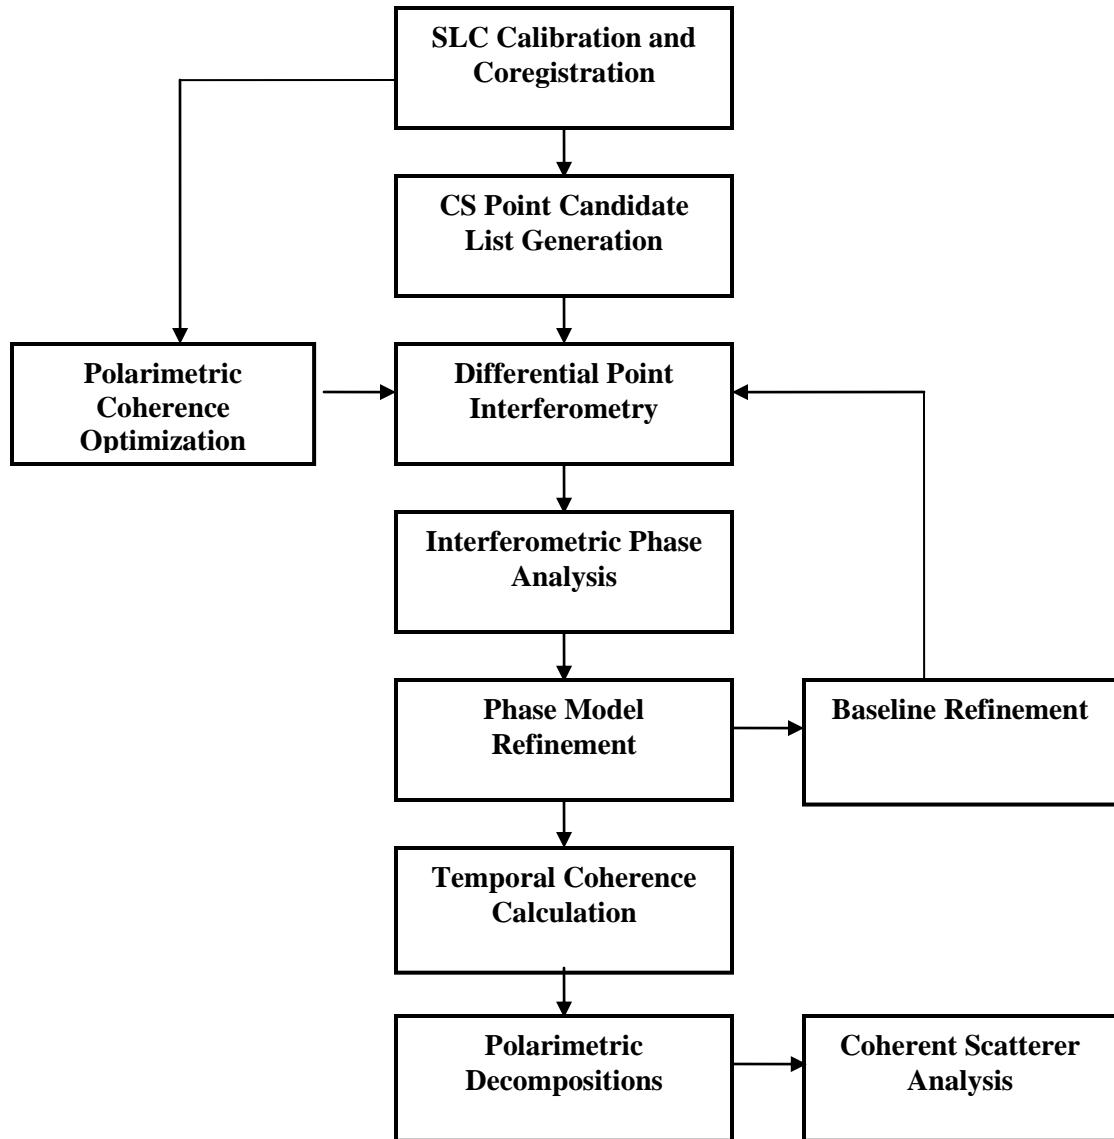 SLC Calibration and
Coregistration
CS Point Candidate
List Generation
Polarimetric
Coherence
Optimization
Differential Point
Interferometry
Interferometric Phase
Analysis
Phase Model
Refinement
Baseline Refinement
Temporal Coherence
Calculation
Polarimetric
Decompositions
Coherent Scatterer
Analysis